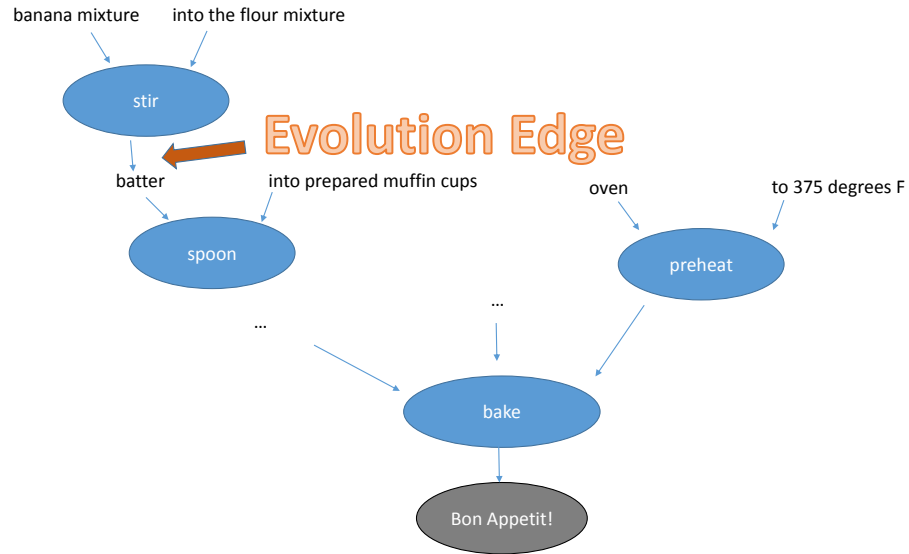 banana mixture
into the flour mixture
stir
Evolution Edge
batter
into prepared muffin cups
oven
to 375 degrees F
spoon
preheat
...
...
bake
Bon Appetit!